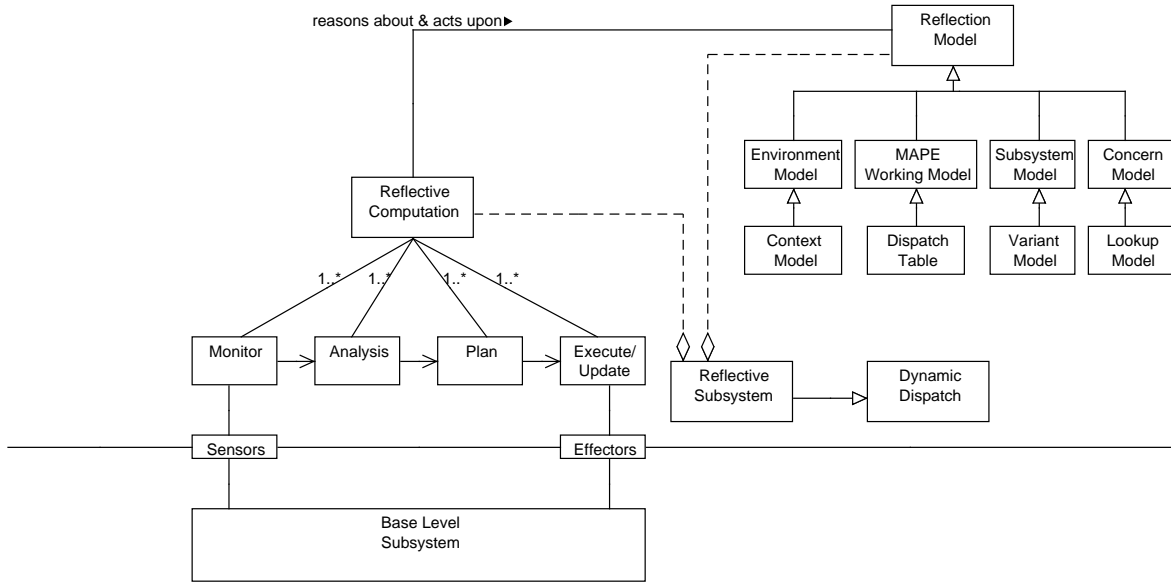 reasons about & acts upon▶
Reflection
Model
Environment
Model
MAPE
Working Model
Subsystem
Model
Concern
Model
Reflective
Computation
Context
Model
Dispatch
Table
Variant
Model
Lookup
Model
1..*
1..*
1..*
1..*
Monitor
Analysis
Plan
Execute/
Update
Reflective
Subsystem
Dynamic
Dispatch
Sensors
Effectors
Base Level
Subsystem